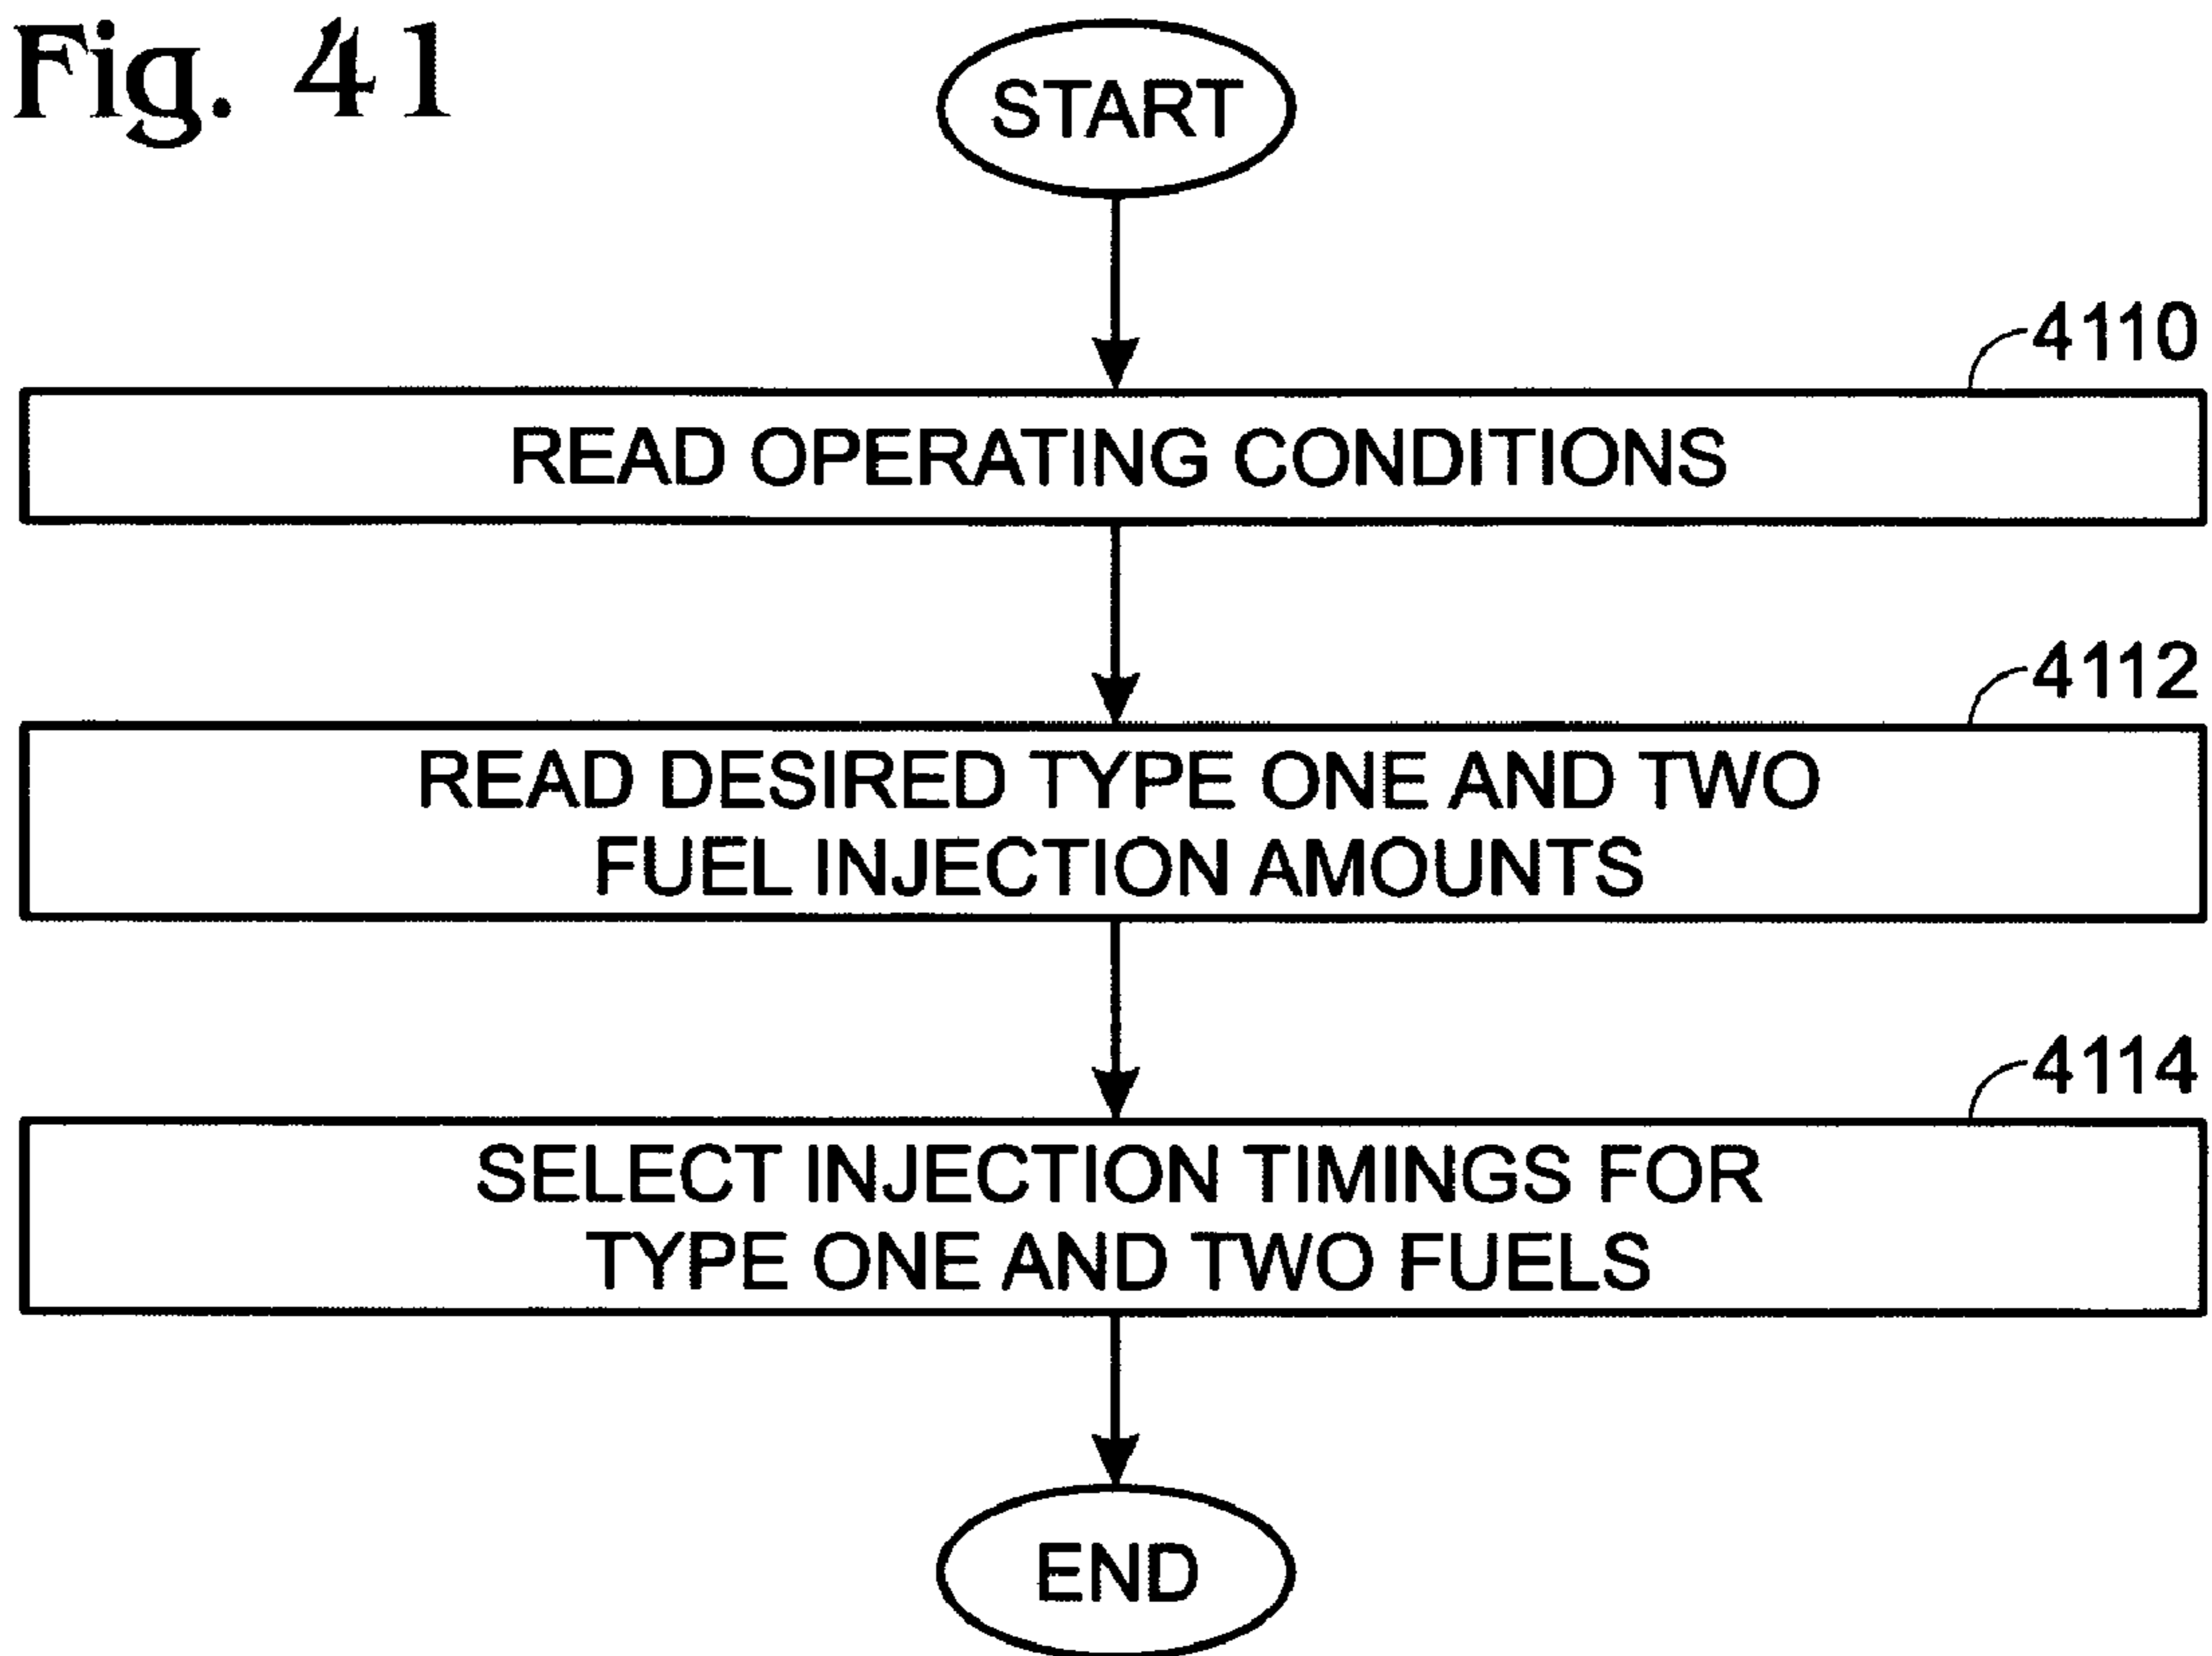 Fig. 41
START
4110
READ OPERATING CONDITIONS
4112
READ DESIRED TYPE ONE AND TWO
FUEL INJECTION AMOUNTS
4114
SELECT INJECTION TIMINGS FOR
TYPE ONE AND TWO FUELS
END